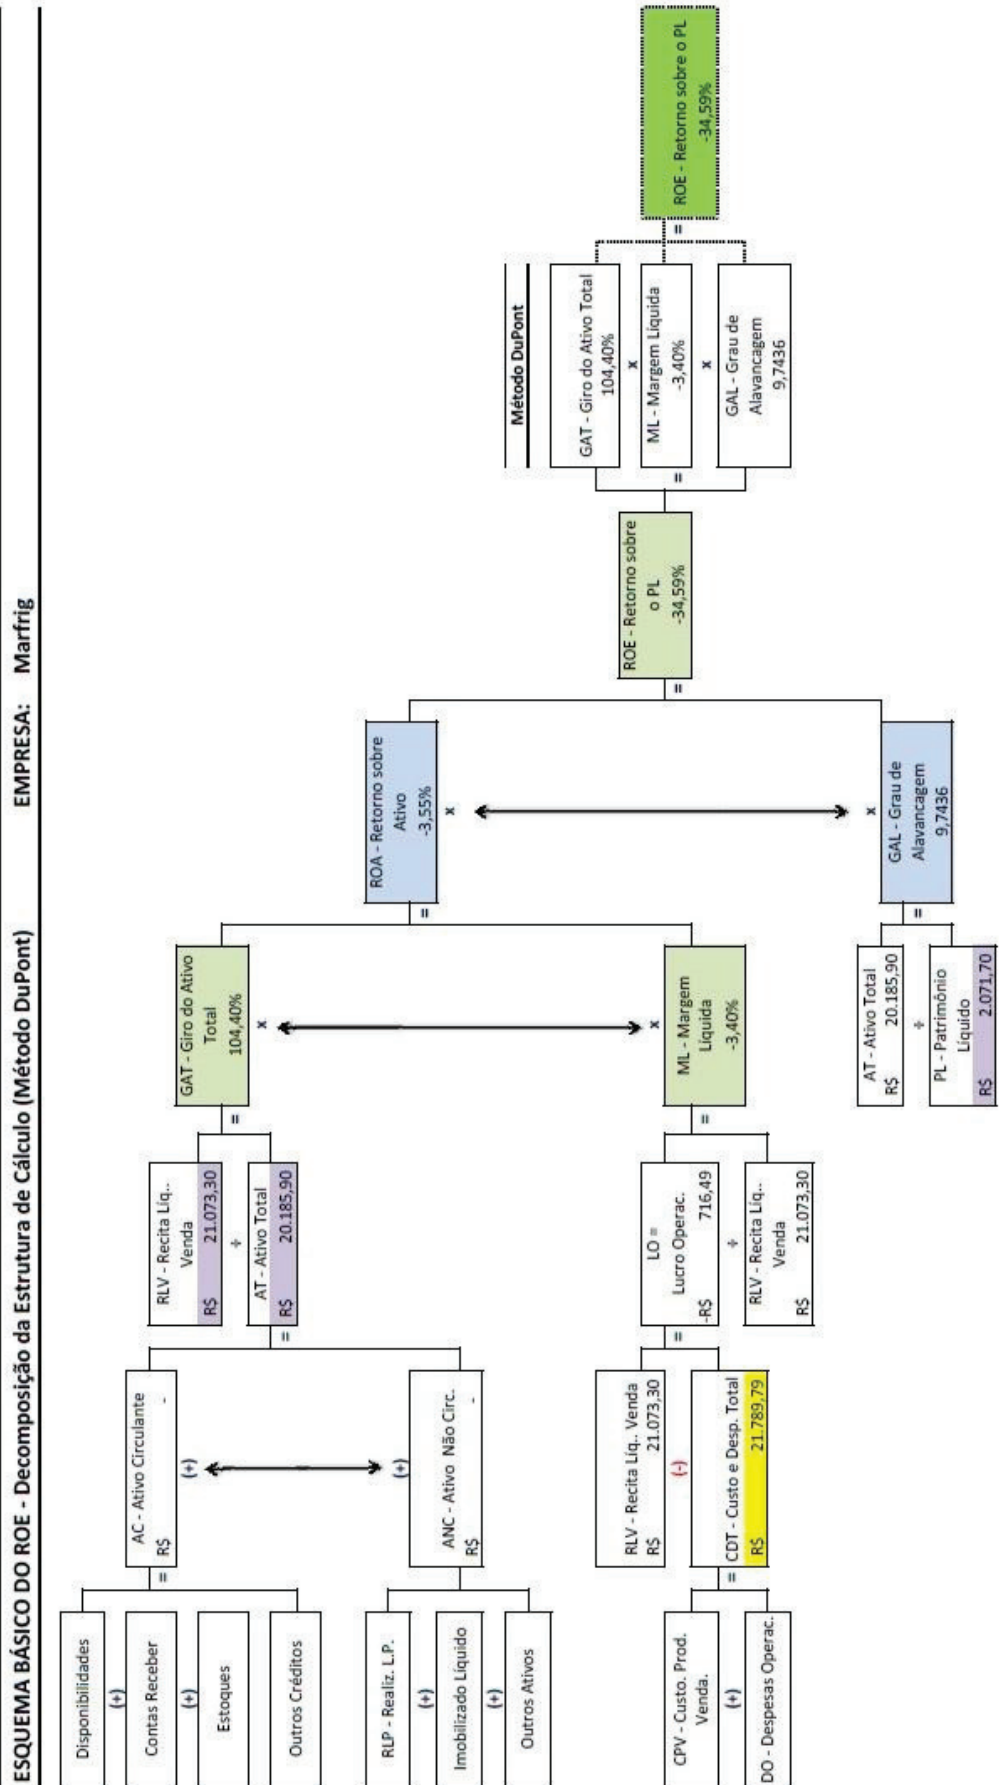 ESQUEMA BÁSICO DO ROE - Decomposição da Estrutura de Cálculo (Método DuPont) EMPRESA: Marfrig
Disponibilidades
(+)
Contas Receber
(+)
Estoques
Outros Créditos
=
AC - Ativo Circulante
R$ -
(+)
(+)
RLP - Realiz. L.P.
(+)
Imobilizado Líquido
(+)
Outros Ativos
ANC - Ativo Não Circ.
R$ -
=
RLV - Recita Líq..
Venda
R$ 21.073,30
÷
AT - Ativo Total
R$ 20.185,90
=
GAT - Giro do Ativo
Total
104,40%
x
x
CPV - Custo. Prod.
Venda.
(+)
DO - Despesas Operac.
=
RLV - Recita Líq.. Venda
R$ 21.073,30
(-)
CDT - Custo e Desp. Total
R$ 21.789,79
=
LO =
Lucro Operac.
-R$ 716,49
÷
RLV - Recita Líq..
Venda
R$ 21.073,30
=
ML - Margem
Líquida
-3,40%
=
ROA - Retorno sobre
Ativo
-3,55%
x
x
AT - Ativo Total
R$ 20.185,90
÷
PL - Patrimônio
Líquido
R$ 2.071,70
=
GAL - Grau de
Alavancagem
9,7436
=
ROE - Retorno sobre
o PL
-34,59%
=
Método DuPont
GAT - Giro do Ativo Total
104,40%
x
ML - Margem Líquida
-3,40%
x
GAL - Grau de
Alavancagem
9,7436
=
ROE - Retorno sobre o PL
-34,59%